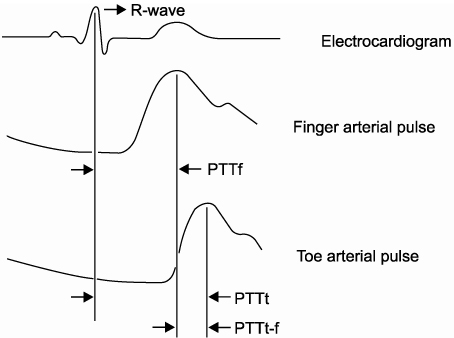 R-wave
Electrocardiogram
Finger arterial pulse
PTTf
Toe arterial pulse
PTTt
PTTt-f